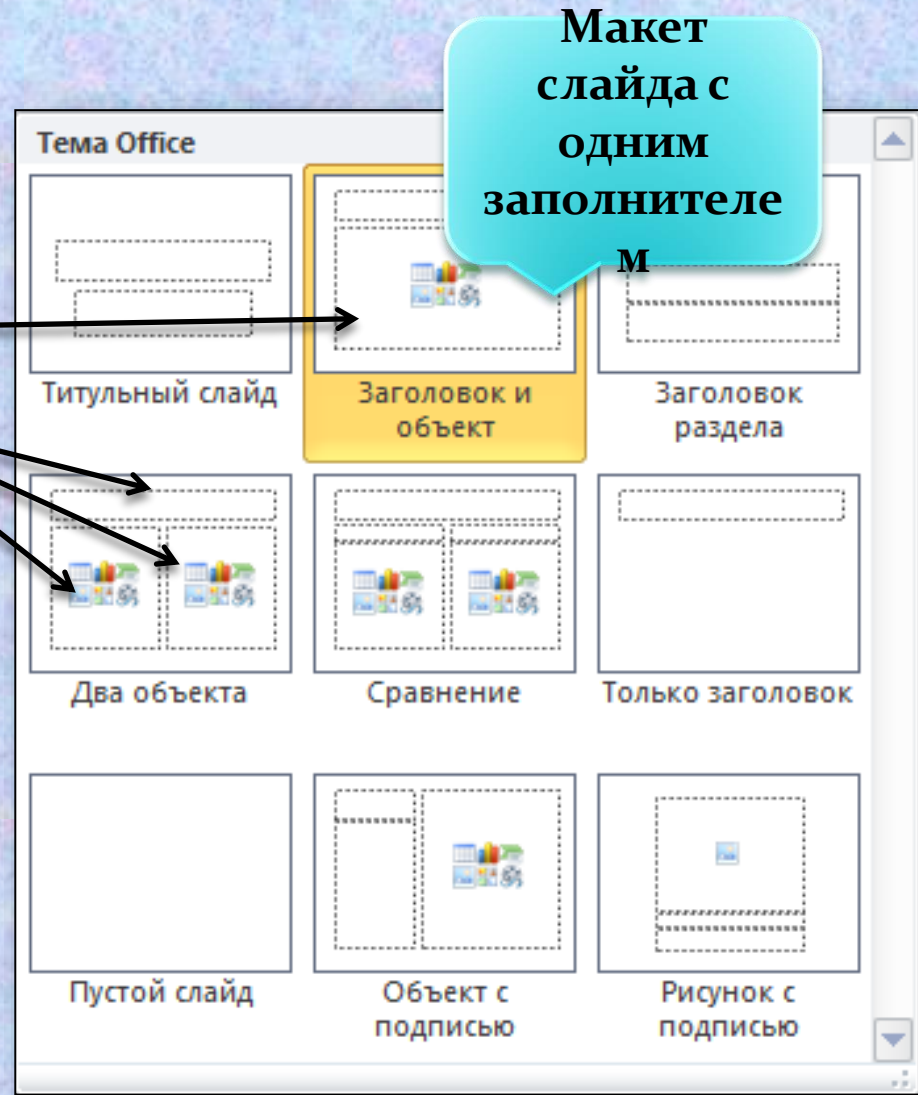 Макет
слайда с
одним
заполнителе
м
Тема Office
Титульный слайд
Заголовок и
объект
Заголовок
раздела
Два объекта
Сравнение
Только заголовок
Пустой слайд
Объект с
подписью
Рисунок с
подписью